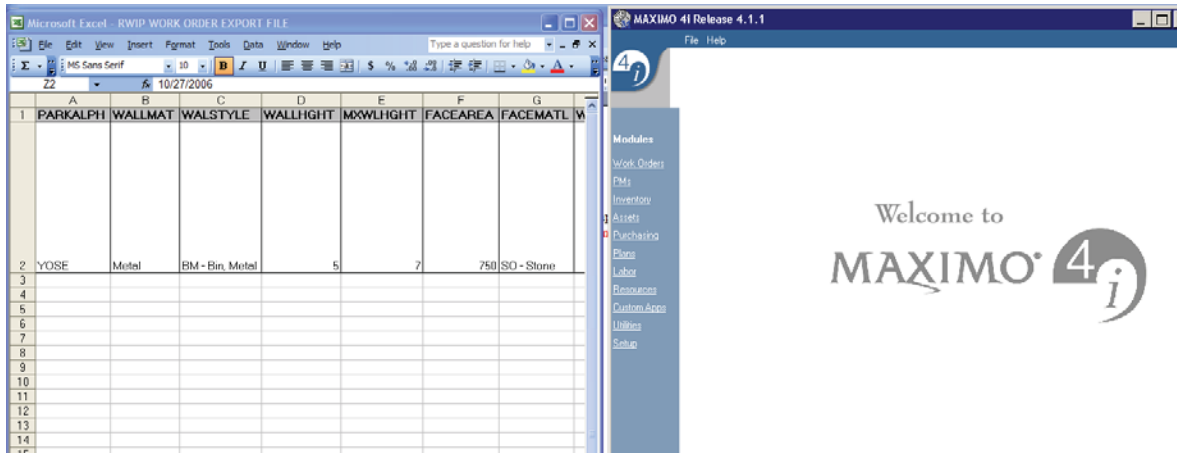 Microsoft Excel - RWIP WORK ORDER EXPORT FILE
File Edit View Insert Format Tools Data Window Help Type a question for help
MS Sans Serif 10 B I U $ %
Z2 fx 10/27/2006
A B C D E F G
1 PARKALPH WALLMAT WALSTYLE WALLHGHT MXWLHGHT FACEAREA FACEMATL W
2 YOSE Metal BM - Bin, Metal 5 7 750 SO - Stone
3
4
5
6
7
8
9
10
11
12
13
14
15
MAXIMO 4I Release 4.1.1
File Help
4i
Modules
Work Orders
PMs
Inventory
Assets
Purchasing
Plans
Labor
Resources
Custom Apps
Utilities
Setup
Welcome to
MAXIMO 4i